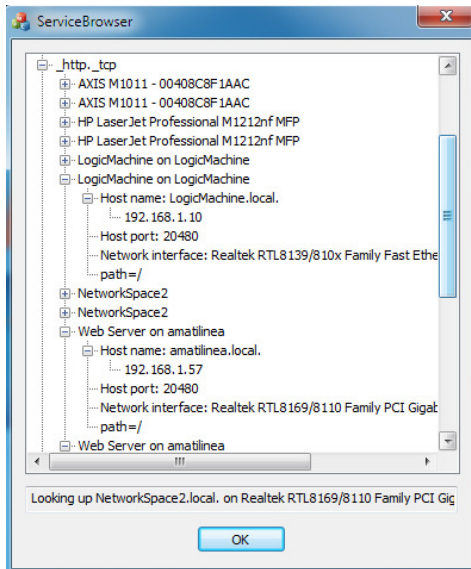 ServiceBrowser
_http._tcp
AXIS M1011 - 00408C8F1AAC
AXIS M1011 - 00408C8F1AAC
HP LaserJet Professional M1212nf MFP
HP LaserJet Professional M1212nf MFP
LogicMachine on LogicMachine
LogicMachine on LogicMachine
Host name: LogicMachine.local.
192.168.1.10
Host port: 20480
Network interface: Realtek RTL8139/810x Family Fast Ethe
path=/
NetworkSpace2
NetworkSpace2
Web Server on amatilinea
Host name: amatilinea.local.
192.168.1.57
Host port: 20480
Network interface: Realtek RTL8169/8110 Family PCI Gigab
path=/
Web Server on amatilinea
Looking up NetworkSpace2.local. on Realtek RTL8169/8110 Family PCI Gig
OK